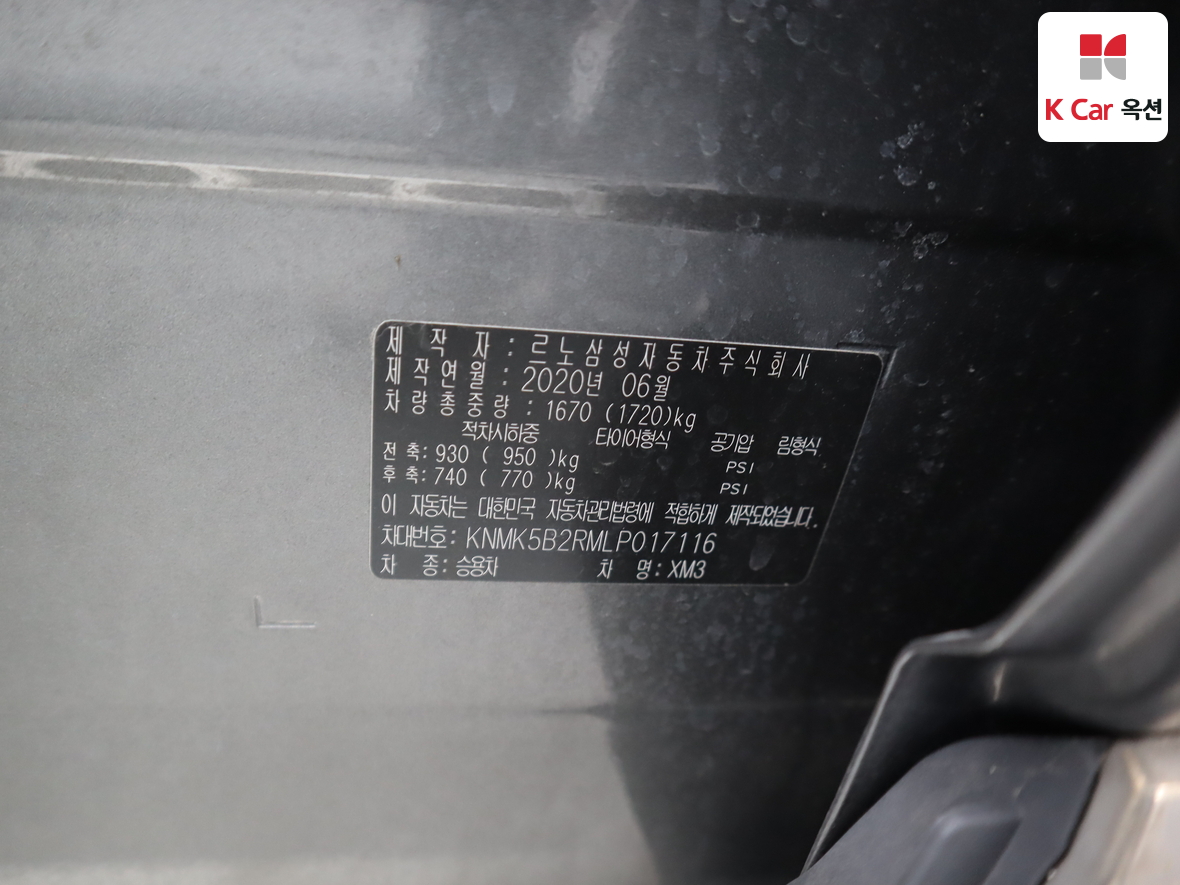 K Car 옥션
제 작 자 : 르노삼성자동차주식회사
제작연월 : 2020년 06월
차량총중량 : 1670 (1720)kg
적차시하중 타이어형식 공기압 림형식
전 축: 930 ( 950 )kg PSI
후 축: 740 ( 770 )kg PSI
이 자동차는 대한민국 자동차관리법령에 적합하게 제작되었습니다.
차대번호: KNMK5B2RMLP017116
차 종: 승용차 차 명: XM3